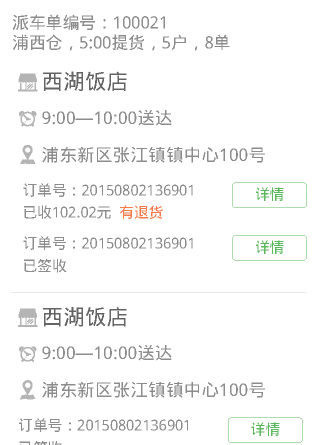 派车单编号：100021
浦西仓，5:00提货，5户，8单
西湖饭店
9:00—10:00送达
浦东新区张江镇镇中心100号
订单号：20150802136901
详情
已收102.02元 有退货
订单号：20150802136901
详情
已签收
西湖饭店
9:00—10:00送达
浦东新区张江镇镇中心100号
订单号：20150802136901
详情